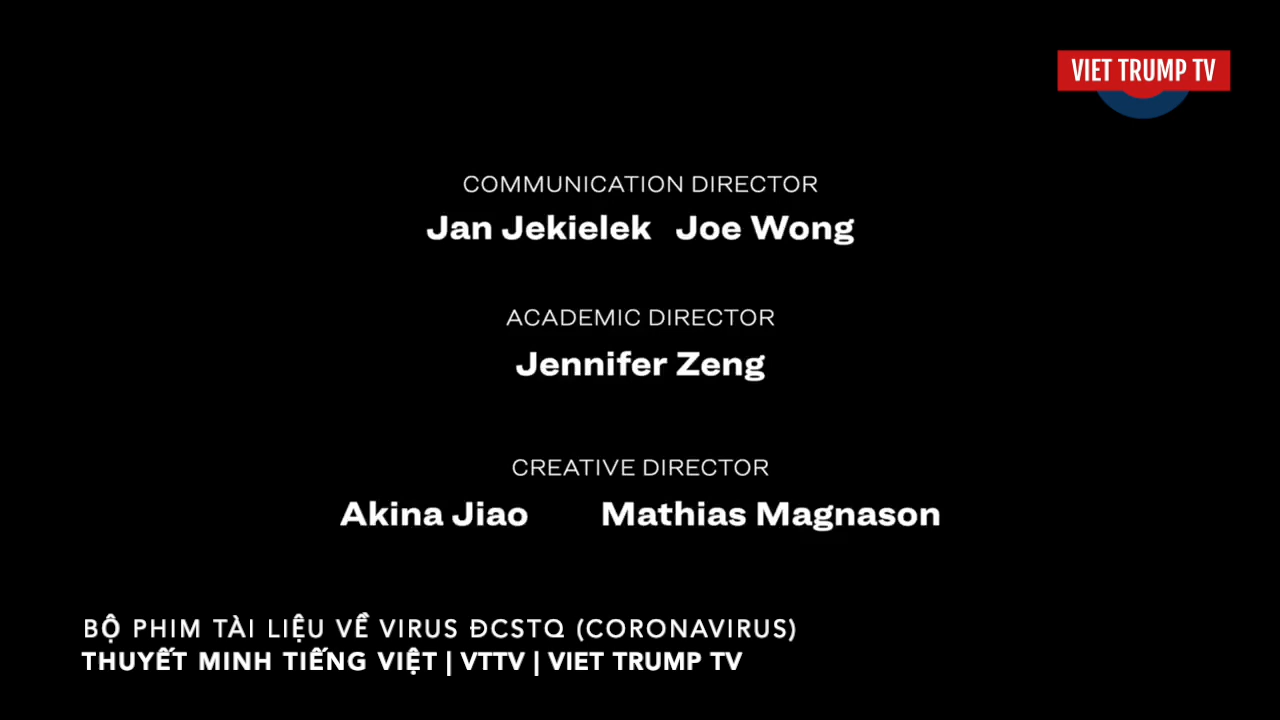 VIET TRUMP TV
COMMUNICATION DIRECTOR
Jan Jekielek Joe Wong
ACADEMIC DIRECTOR
Jennifer Zeng
CREATIVE DIRECTOR
Akina Jiao Mathias Magnason
BỘ PHIM TÀI LIỆU VỀ VIRUS ĐCSTQ (CORONAVIRUS)
THUYẾT MINH TIẾNG VIỆT | VTTV | VIET TRUMP TV